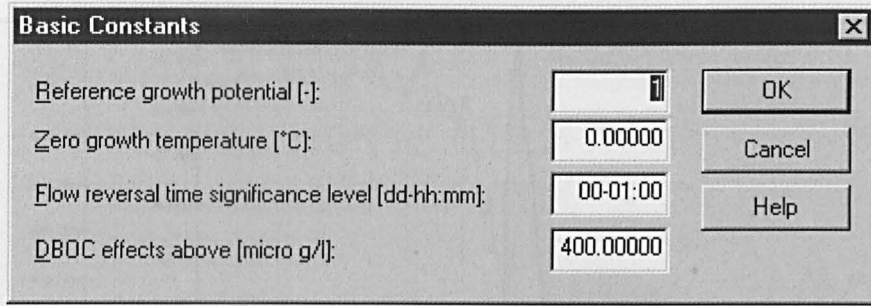 Basic Constants
Reference growth potential [-]: 1 OK
Zero growth temperature [°C]: 0.00000 Cancel
Flow reversal time significance level [dd-hh:mm]: 00-01:00 Help
DBOC effects above [micro g/l]: 400.00000